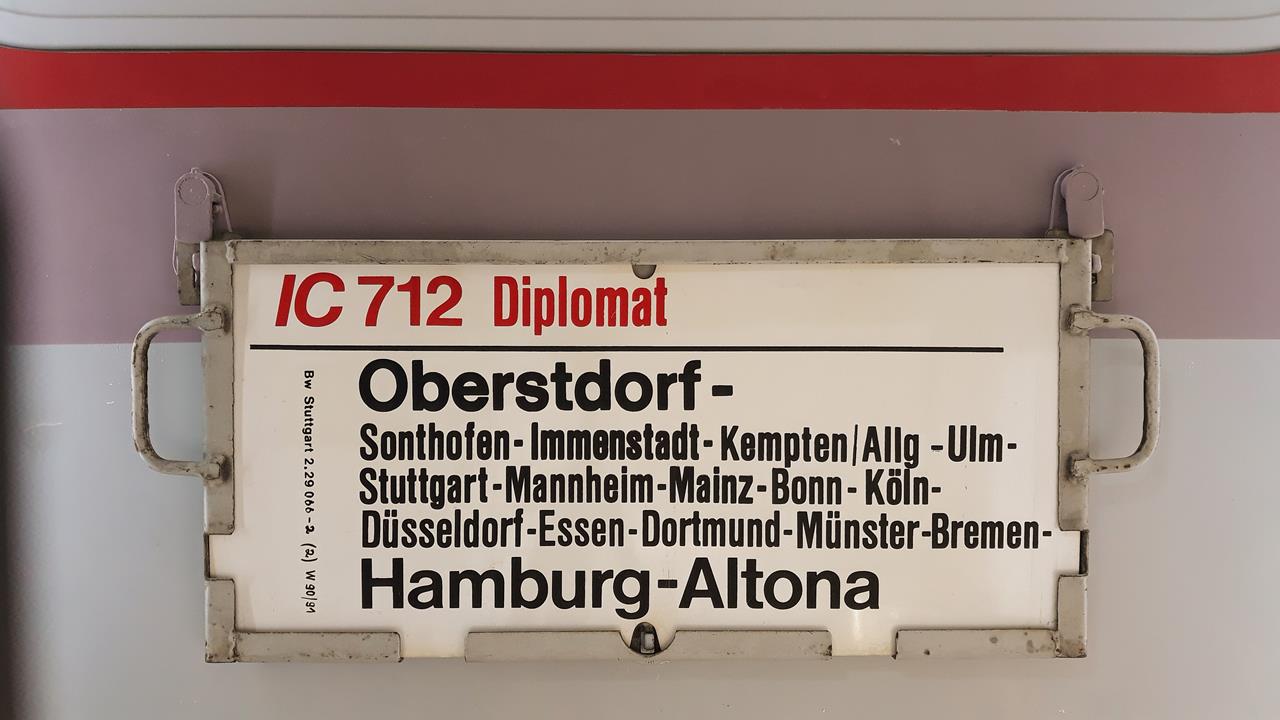 IC 712 Diplomat
Oberstdorf-
Sonthofen-Immenstadt-Kempten/Allg -Ulm-
Stuttgart-Mannheim-Mainz-Bonn-Köln-
Düsseldorf-Essen-Dortmund-Münster-Bremen-
Hamburg-Altona
Bw Stuttgart 2.29 066-2 (2) W 90/91